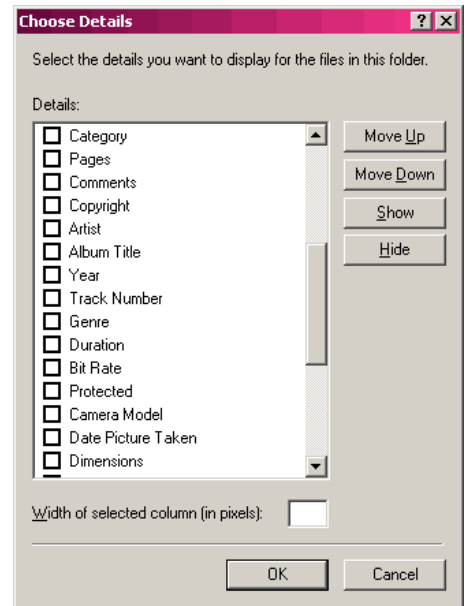 Choose Details
Select the details you want to display for the files in this folder.
Details:
Category
Pages
Comments
Copyright
Artist
Album Title
Year
Track Number
Genre
Duration
Bit Rate
Protected
Camera Model
Date Picture Taken
Dimensions
Move Up
Move Down
Show
Hide
Width of selected column (in pixels):
OK
Cancel